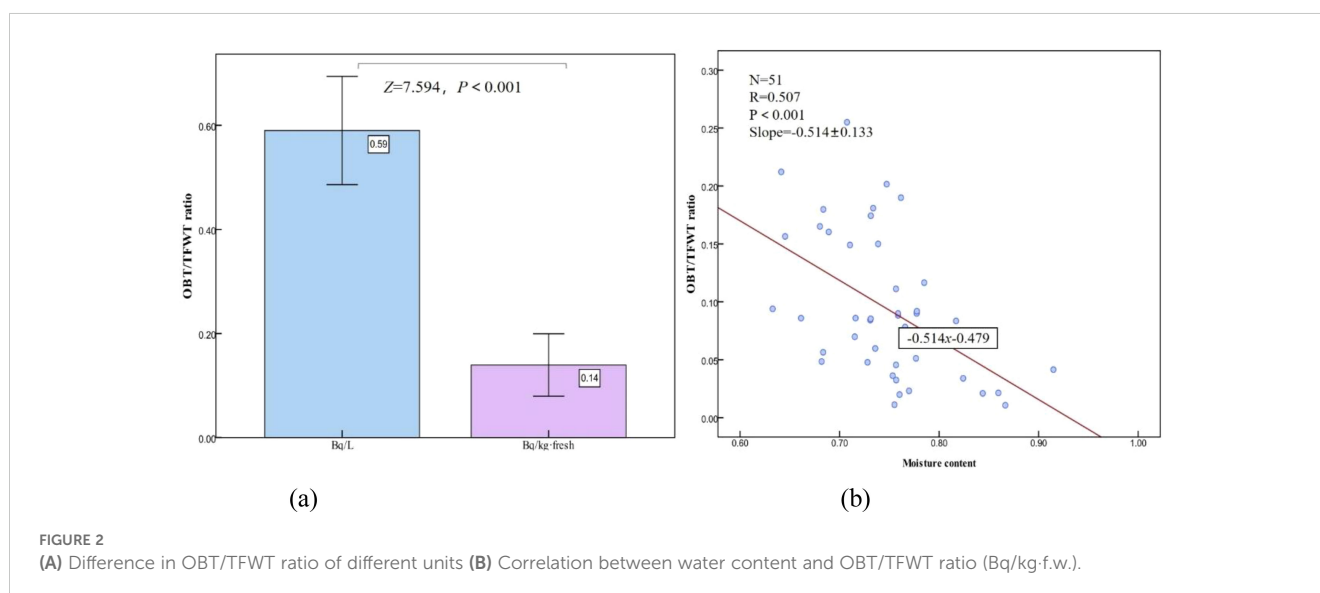 Z=7.594, P < 0.001
0.60
0.40
0.20
0.00
OBT/TFWT ratio
0.59
0.14
Bq/L
Bq/kg·fresh
(a)
N=51
R=0.507
P < 0.001
Slope=-0.514±0.133
0.30
0.25
0.20
0.15
0.10
0.05
0.00
OBT/TFWT ratio
-0.514x-0.479
0.60 0.70 0.80 0.90 1.00
Moisture content
(b)
FIGURE 2
(A) Difference in OBT/TFWT ratio of different units (B) Correlation between water content and OBT/TFWT ratio (Bq/kg·f.w.).